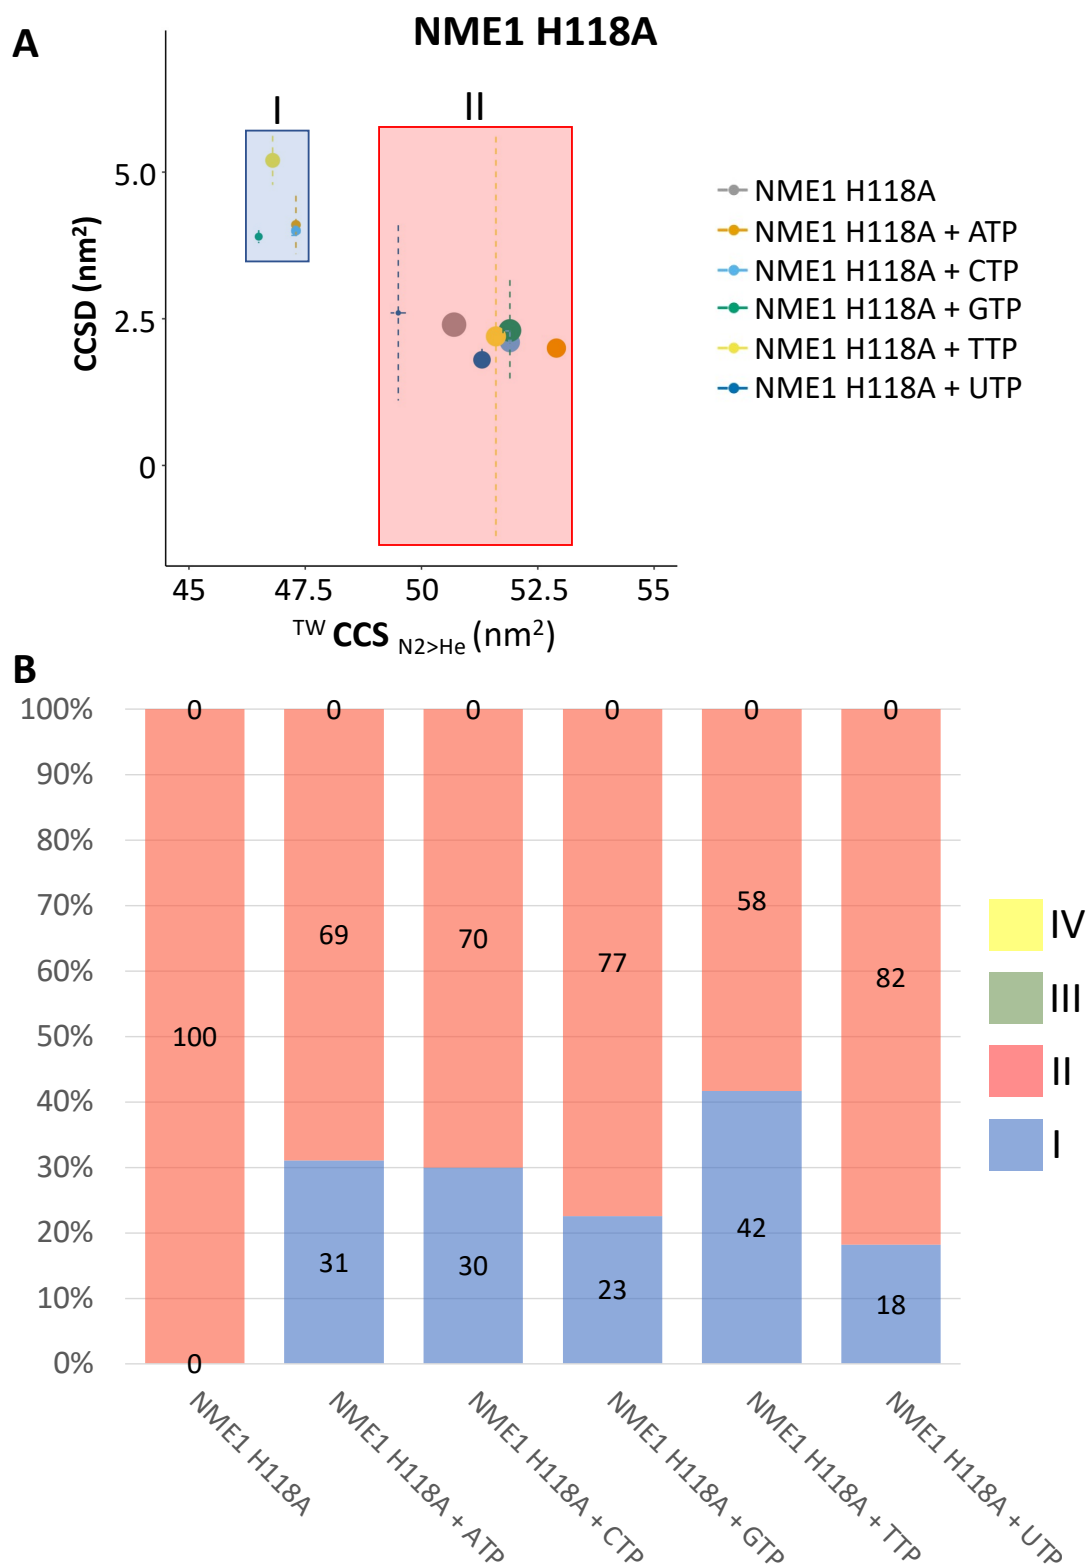 A
NME1 H118A
I
II
CCSD (nm²)
5.0
2.5
0
45
47.5
50
52.5
55
TW CCS N2>He (nm²)
NME1 H118A
NME1 H118A + ATP
NME1 H118A + CTP
NME1 H118A + GTP
NME1 H118A + TTP
NME1 H118A + UTP
B
100%
90%
80%
70%
60%
50%
40%
30%
20%
10%
0%
0
0
0
0
0
0
100
69
70
77
58
82
0
31
30
23
42
18
NME1 H118A
NME1 H118A + ATP
NME1 H118A + CTP
NME1 H118A + GTP
NME1 H118A + TTP
NME1 H118A + UTP
IV
III
II
I